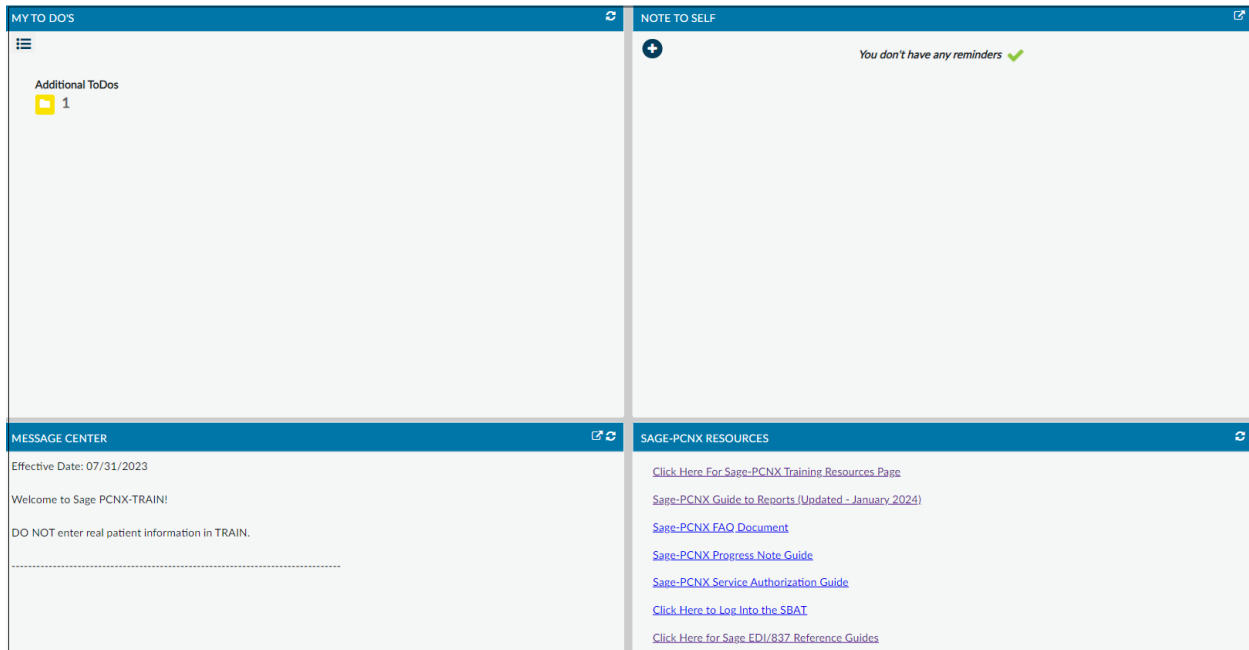 MY TO DO'S
Additional ToDos
1
NOTE TO SELF
You don't have any reminders
MESSAGE CENTER
Effective Date: 07/31/2023
Welcome to Sage PCNX-TRAIN!
DO NOT enter real patient information in TRAIN.
--------------------------------------------------------------------------------
SAGE-PCNX RESOURCES
Click Here For Sage-PCNX Training Resources Page
Sage-PCNX Guide to Reports (Updated - January 2024)
Sage-PCNX FAQ Document
Sage-PCNX Progress Note Guide
Sage-PCNX Service Authorization Guide
Click Here to Log Into the SBAT
Click Here for Sage EDI/837 Reference Guides